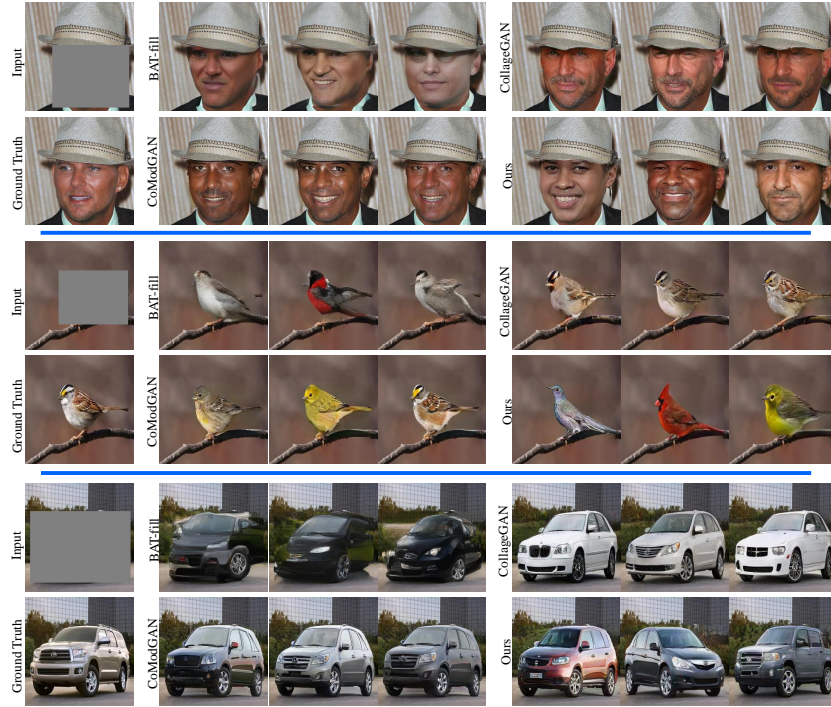 Input
BAT-fill
CollageGAN
Ground Truth
CoModGAN
Ours
Input
BAT-fill
CollageGAN
Ground Truth
CoModGAN
Ours
Input
BAT-fill
CollageGAN
Ground Truth
CoModGAN
Ours